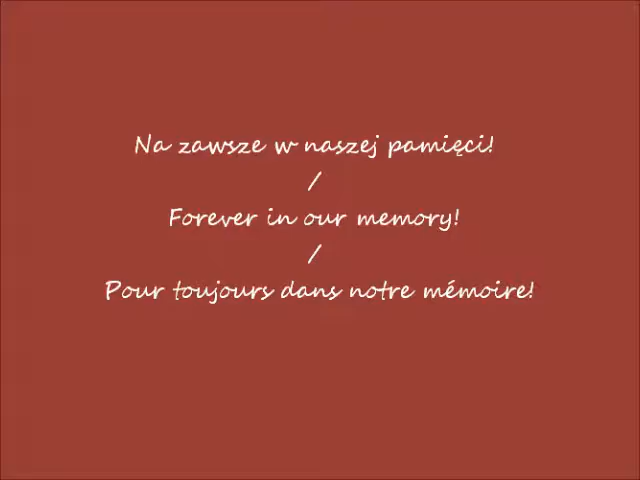 Na zawsze w naszej pamięci!
/
Forever in our memory!
/
Pour toujours dans notre mémoire!